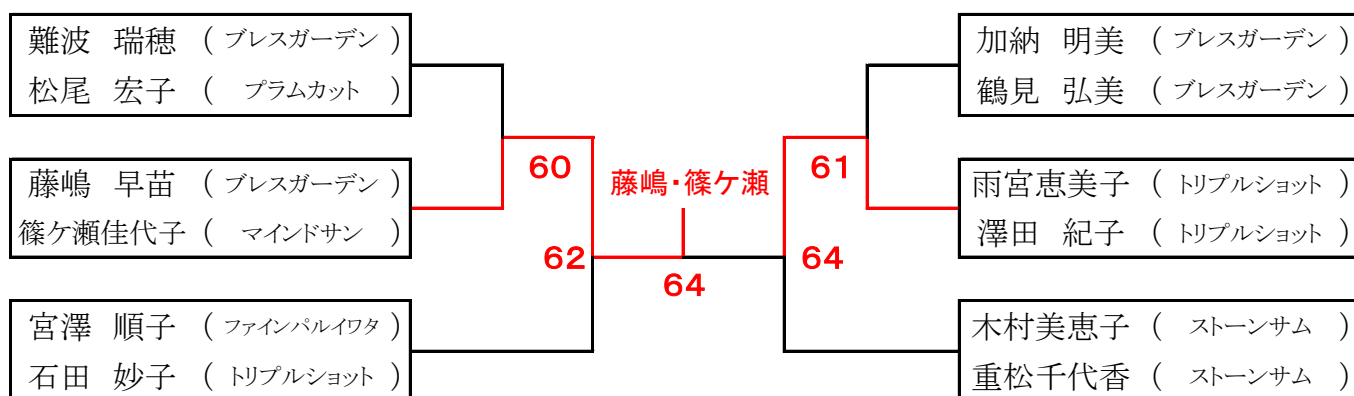 難波 瑞穂 ( ブレスガーデン )
松尾 宏子 ( プラムカット )
藤嶋 早苗 ( ブレスガーデン )
篠ケ瀬佳代子 ( マインドサン )
宮澤 順子 ( ファインパルイワタ )
石田 妙子 ( トリプルショット )
60
62
藤嶋・篠ケ瀬
64
61
64
加納 明美 ( ブレスガーデン )
鶴見 弘美 ( ブレスガーデン )
雨宮恵美子 ( トリプルショット )
澤田 紀子 ( トリプルショット )
木村美恵子 ( ストーンサム )
重松千代香 ( ストーンサム )